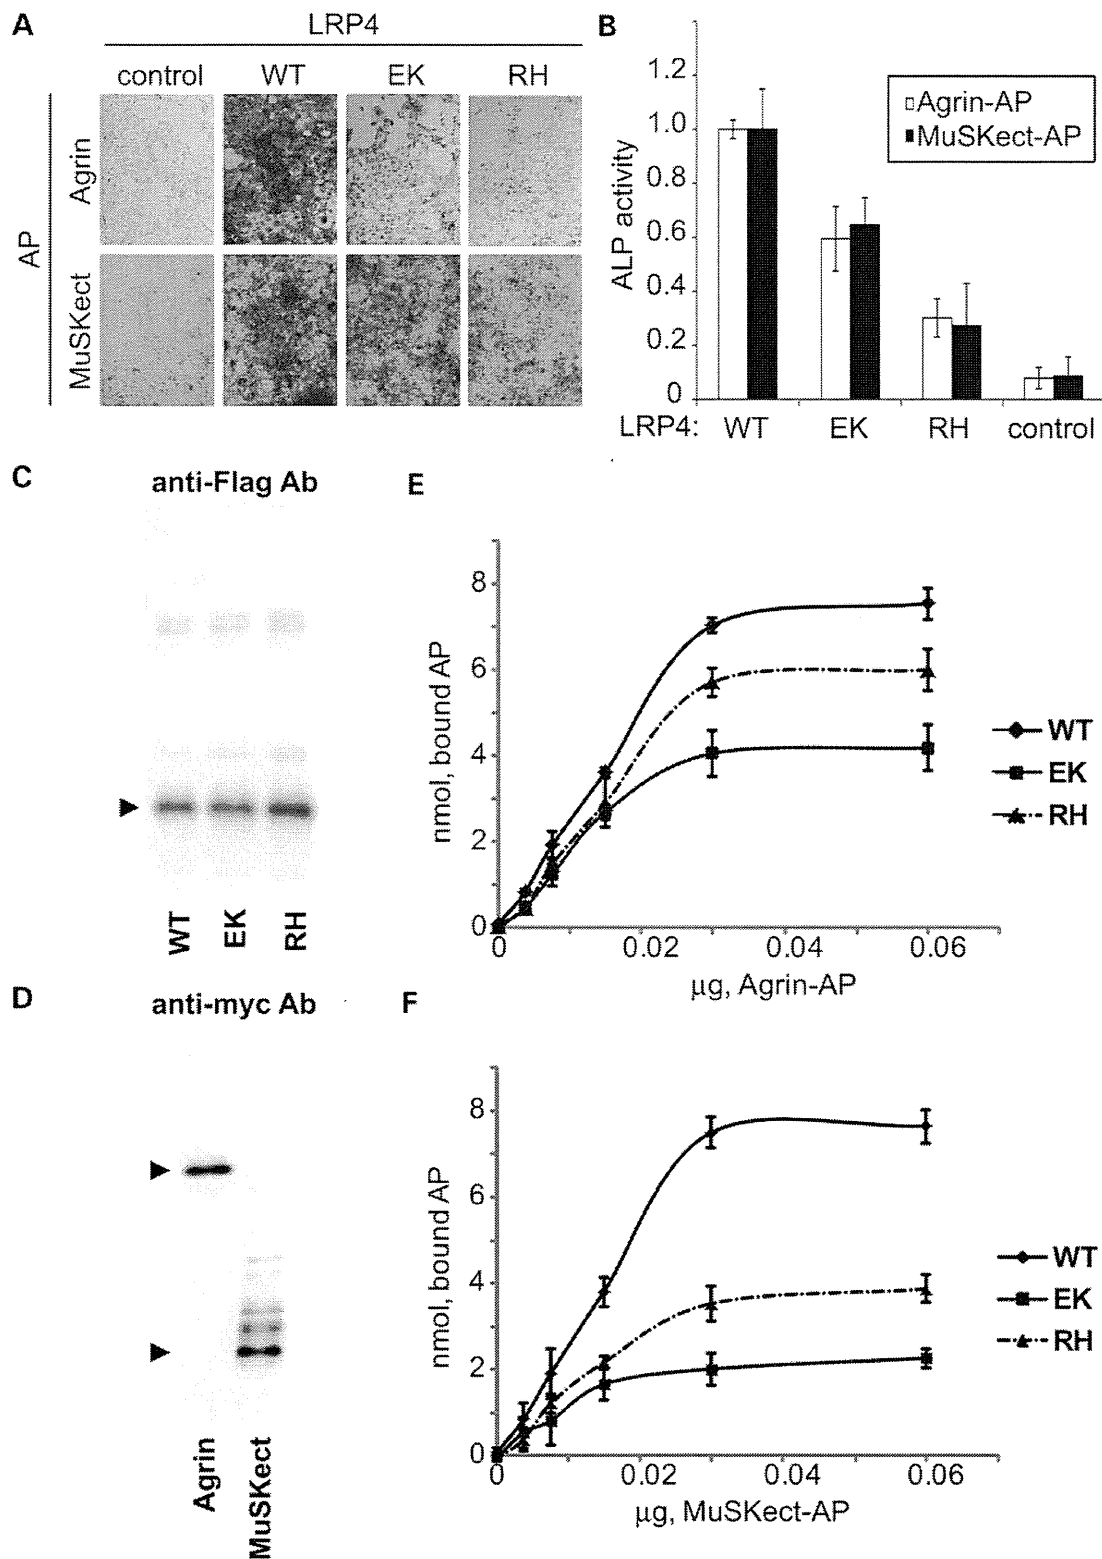 A
LRP4
control WT EK RH
AP
Agrin
MuSKect
B
ALP activity
1.2
1.0
0.8
0.6
0.4
0.2
0
Agrin-AP
MuSKect-AP
LRP4: WT EK RH control
C
anti-Flag Ab
WT EK RH
D
anti-myc Ab
Agrin MuSKect
E
nmol, bound AP
8
6
4
2
0
0 0.02 0.04 0.06
μg, Agrin-AP
WT
EK
RH
F
nmol, bound AP
8
6
4
2
0
0 0.02 0.04 0.06
μg, MuSKect-AP
WT
EK
RH